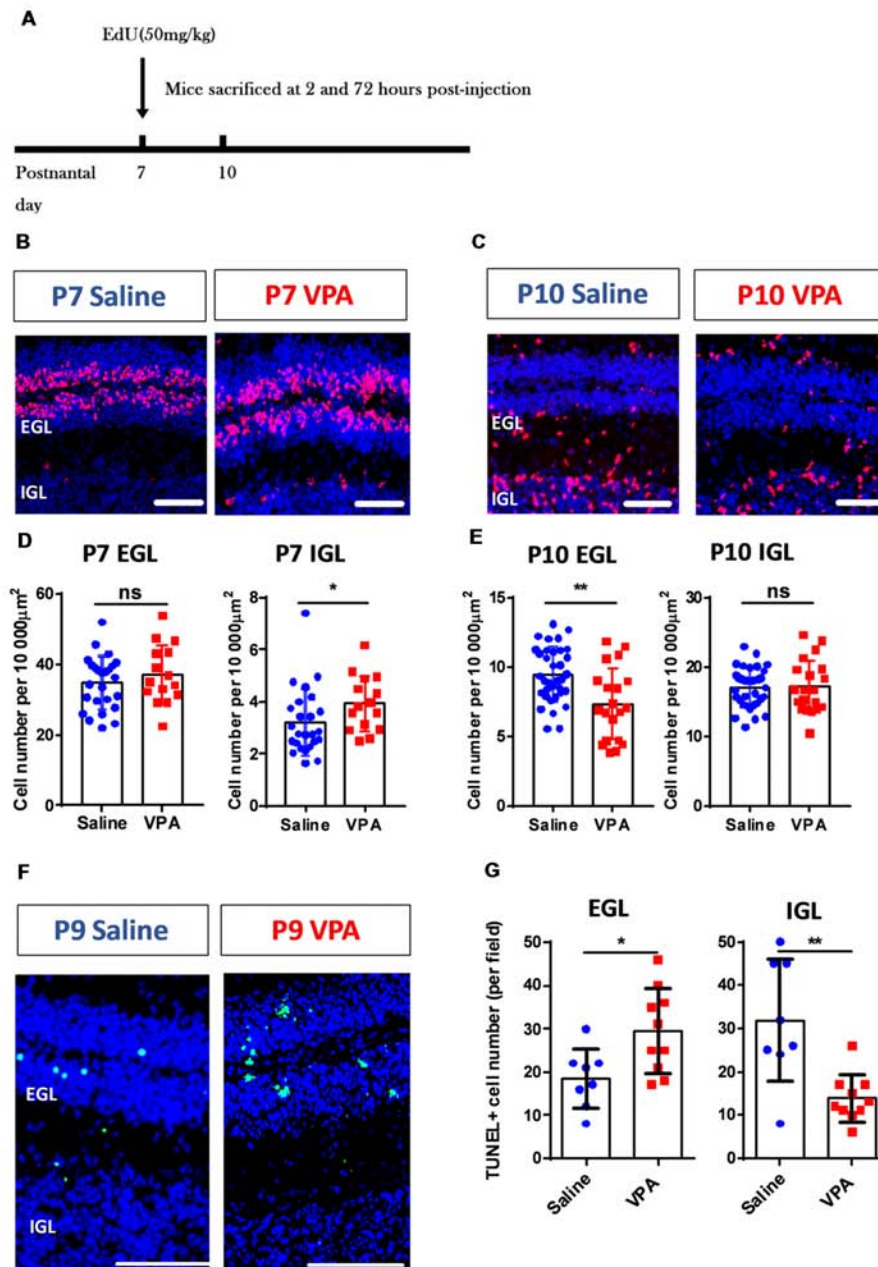 A
EdU(50mg/kg)
Mice sacrificed at 2 and 72 hours post-injection
Postnantal 7 10
day
B
C
P7 Saline P7 VPA
P10 Saline P10 VPA
EGL
IGL
EGL
IGL
D
P7 EGL
ns
Cell number per 10 000μm²
60
40
20
0
Saline VPA
P7 IGL
*
Cell number per 10 000μm²
8
6
4
2
0
Saline VPA
E
P10 EGL
**
Cell number per 10 000μm²
15
10
5
0
Saline VPA
P10 IGL
ns
Cell number per 10 000μm²
30
20
10
0
Saline VPA
F
P9 Saline P9 VPA
EGL
IGL
G
EGL
*
TUNEL+ cell number (per field)
50
40
30
20
10
0
Saline VPA
IGL
**
50
40
30
20
10
0
Saline VPA